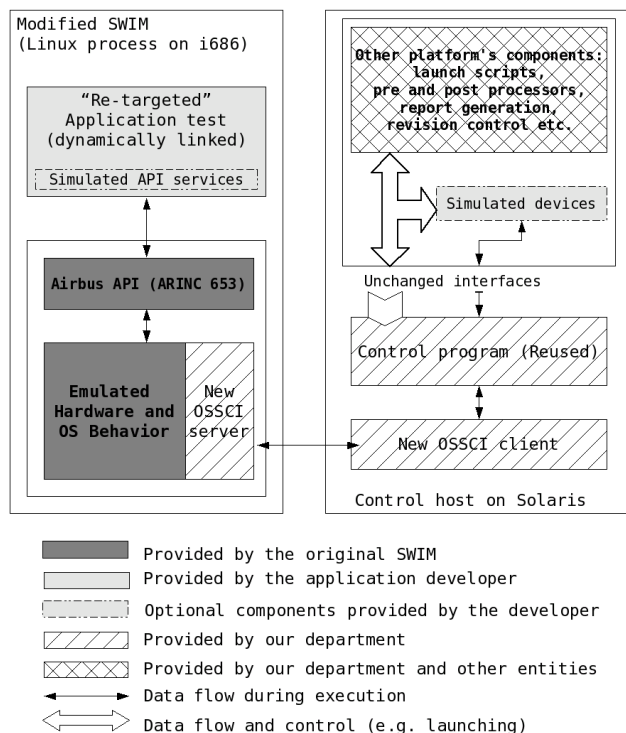 Modified SWIM
(Linux process on i686)
“Re-targeted”
Application test
(dynamically linked)
Simulated API services
Airbus API (ARINC 653)
Emulated
Hardware and
OS Behavior
New
OSSCI
server
Other platform's components:
launch scripts,
pre and post processors,
report generation,
revision control etc.
Simulated devices
Unchanged interfaces
Control program (Reused)
New OSSCI client
Control host on Solaris
Provided by the original SWIM
Provided by the application developer
Optional components provided by the developer
Provided by our department
Provided by our department and other entities
Data flow during execution
Data flow and control (e.g. launching)